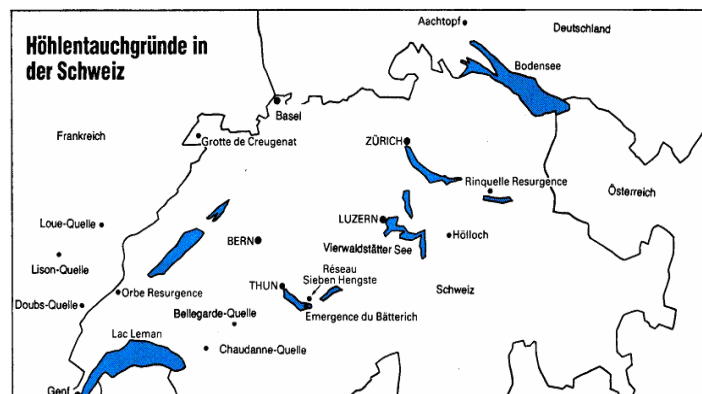 Höhlentauchgründe in
der Schweiz
Aachtopf
Deutschland
Bodensee
Basel
Frankreich
Grotte de Creugenat
ZÜRICH
Rinquelle Resurgence
Österreich
LUZERN
Loue-Quelle
BERN
Hölloch
Vierwaldstätter See
Lison-Quelle
Réseau
Sieben Hengste
THUN
Schweiz
Orbe Resurgence
Doubs-Quelle
Bellegarde-Quelle
Emergence du Bätterich
Lac Leman
Chaudanne-Quelle
Genf